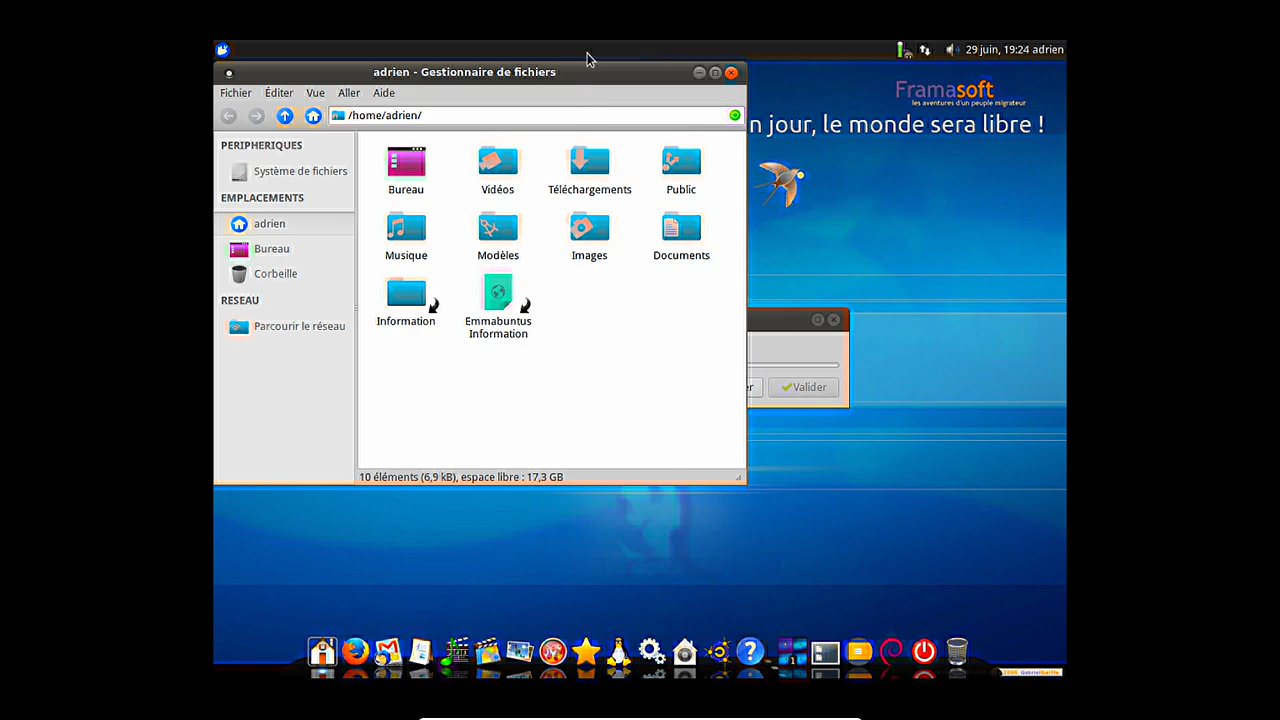 29 juin, 19:24 adrien
adrien - Gestionnaire de fichiers
Fichier Éditer Vue Aller Aide
/home/adrien/
Framasoft
les aventures d'un peuple migrateur
n jour, le monde sera libre !
PERIPHERIQUES
Système de fichiers
EMPLACEMENTS
adrien
Bureau
Corbeille
RESEAU
Parcourir le réseau
Bureau Vidéos Téléchargements Public
Musique Modèles Images Documents
Information Emmabuntus
Information
er Valider
10 éléments (6,9 kB), espace libre : 17,3 GB
1